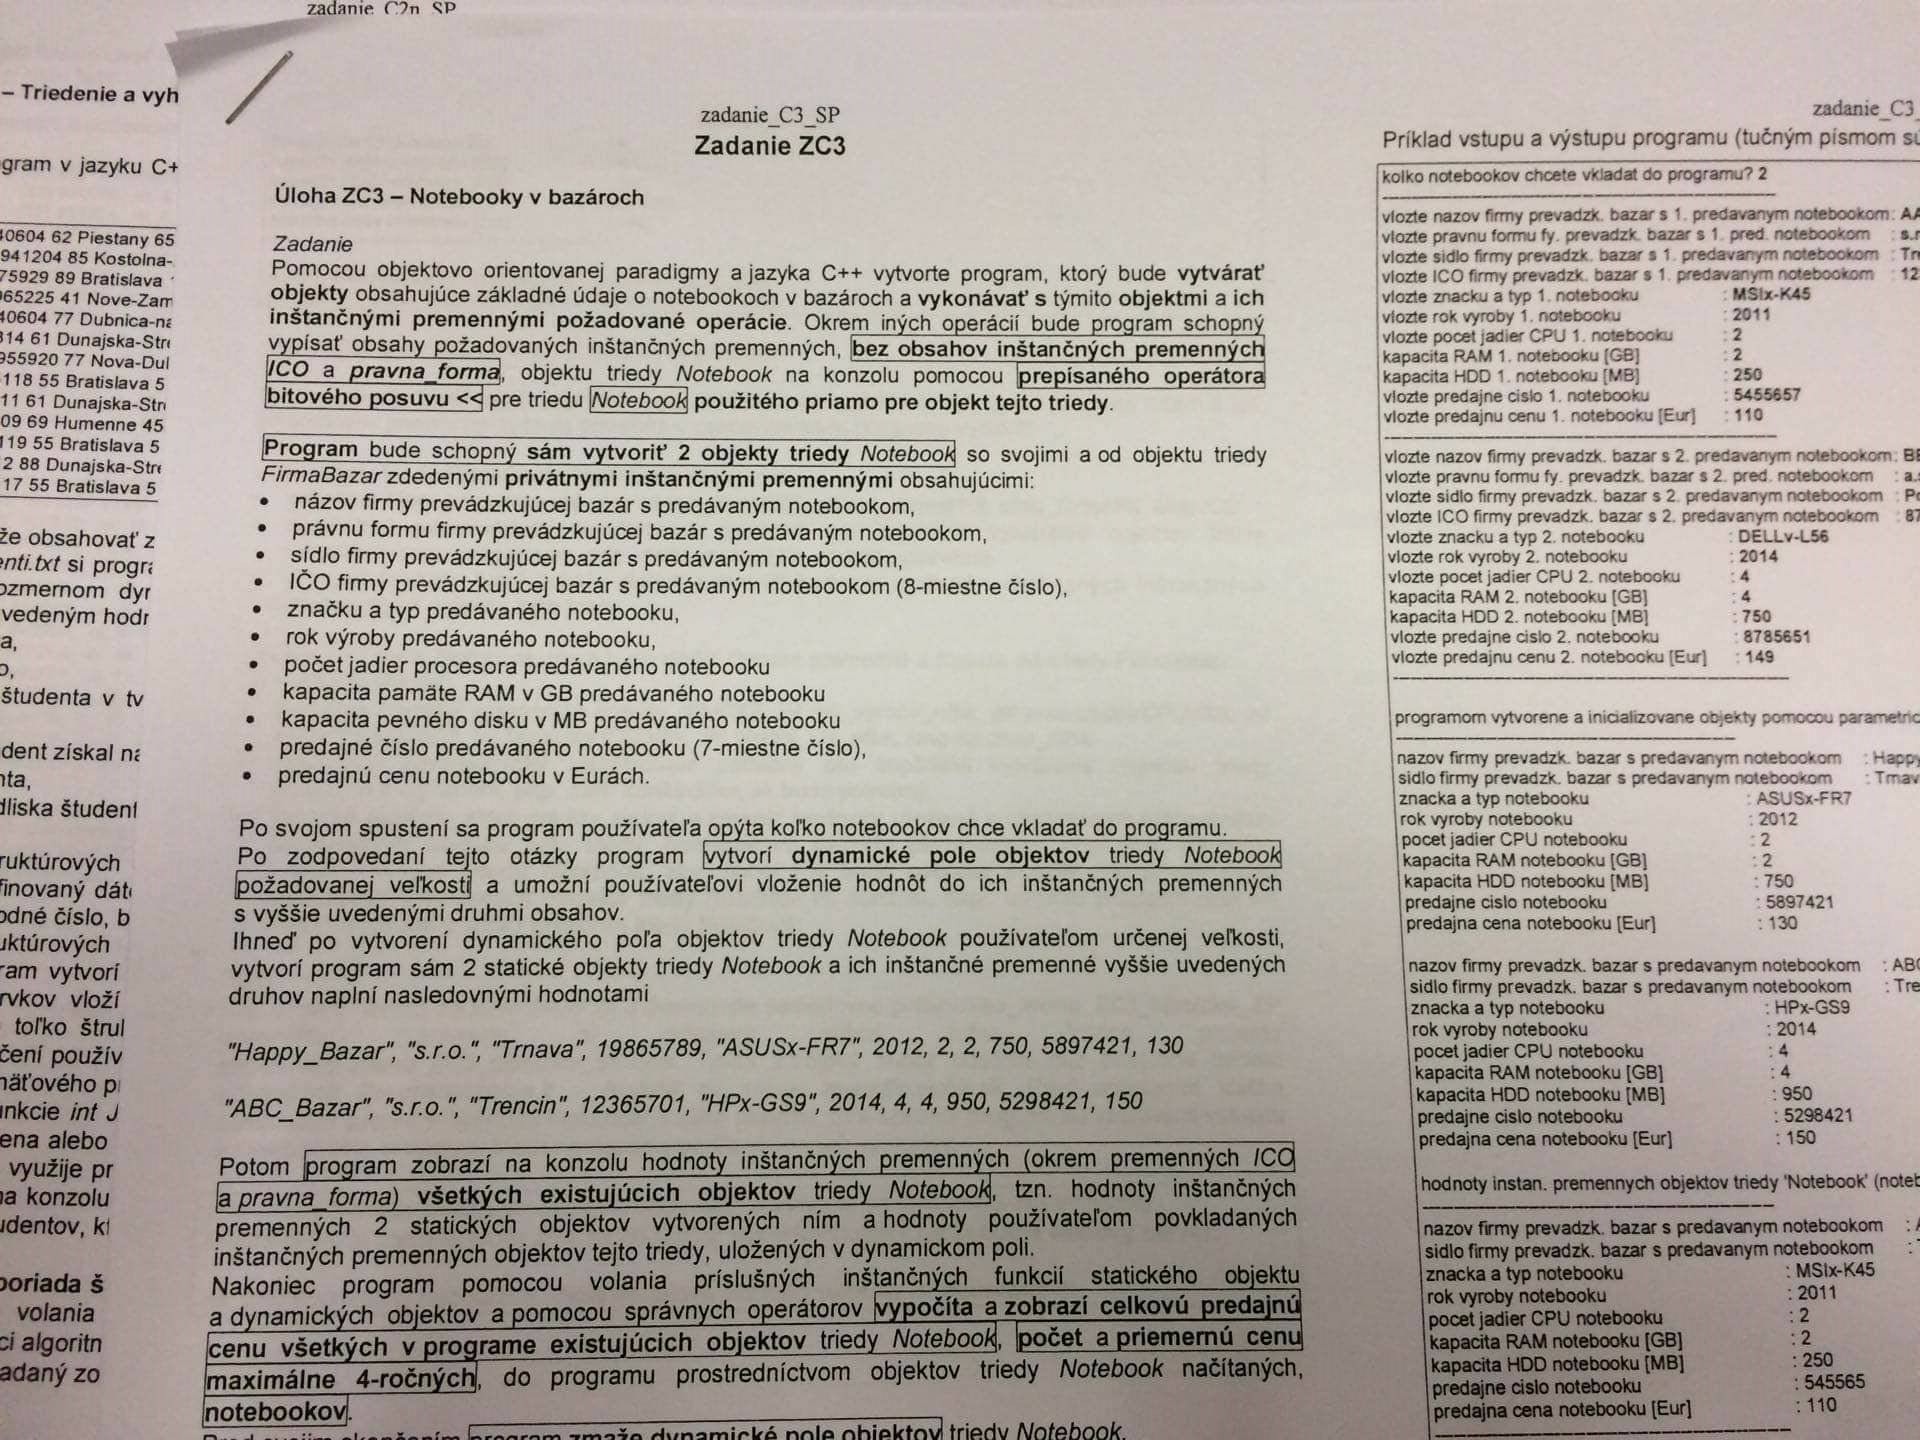 zadanie_C2n_SP
– Triedenie a vyh
gram v jazyku C+
40604 62 Piestany 65
941204 85 Kostolna-
75929 89 Bratislava
965225 41 Nove-Zam
40604 77 Dubnica-na
814 61 Dunajska-Stre
955920 77 Nova-Dul
118 55 Bratislava 5
11 61 Dunajska-Stre
09 69 Humenne 45
119 55 Bratislava 5
2 88 Dunajska-Stre
17 55 Bratislava 5
že obsahovať z
enti.txt si progra
ozmernom dyn
vedeným hodn
a,
o,
študenta v tv
dent získal na
nta,
dliska študent
ruktúrových
finovaný dáto
odné číslo, b
uktúrových
ram vytvorí
rvkov vloží
toľko štruk
čení použív
mäťového p
unkcie int J
ena alebo
využije pr
na konzolu
udentov, kt
poriada š
volania
ci algoritn
adaný zo
zadanie_C3_SP
Zadanie ZC3
Úloha ZC3 – Notebooky v bazároch
Zadanie
Pomocou objektovo orientovanej paradigmy a jazyka C++ vytvorte program, ktorý bude vytvárať
objekty obsahujúce základné údaje o notebookoch v bazároch a vykonávať s týmito objektmi a ich
inštančnými premennými požadované operácie. Okrem iných operácií bude program schopný
vypísať obsahy požadovaných inštančných premenných, bez obsahov inštančných premenných
ICO a pravna_forma, objektu triedy Notebook na konzolu pomocou prepísaného operátora
bitového posuvu << pre triedu Notebook použitého priamo pre objekt tejto triedy.
Program bude schopný sám vytvoriť 2 objekty triedy Notebook so svojimi a od objektu triedy
FirmaBazar zdedenými privátnymi inštančnými premennými obsahujúcimi:
• názov firmy prevádzkujúcej bazár s predávaným notebookom,
• právnu formu firmy prevádzkujúcej bazár s predávaným notebookom,
• sídlo firmy prevádzkujúcej bazár s predávaným notebookom,
• IČO firmy prevádzkujúcej bazár s predávaným notebookom (8-miestne číslo),
• značku a typ predávaného notebooku,
• rok výroby predávaného notebooku,
• počet jadier procesora predávaného notebooku
• kapacita pamäte RAM v GB predávaného notebooku
• kapacita pevného disku v MB predávaného notebooku
• predajné číslo predávaného notebooku (7-miestne číslo),
• predajnú cenu notebooku v Eurách.
Po svojom spustení sa program používateľa opýta koľko notebookov chce vkladať do programu.
Po zodpovedaní tejto otázky program vytvorí dynamické pole objektov triedy Notebook
požadovanej veľkosti a umožní používateľovi vloženie hodnôt do ich inštančných premenných
s vyššie uvedenými druhmi obsahov.
Ihneď po vytvorení dynamického poľa objektov triedy Notebook používateľom určenej veľkosti,
vytvorí program sám 2 statické objekty triedy Notebook a ich inštančné premenné vyššie uvedených
druhov naplní nasledovnými hodnotami
"Happy_Bazar", "s.r.o.", "Trnava", 19865789, "ASUSx-FR7", 2012, 2, 2, 750, 5897421, 130
"ABC_Bazar", "s.r.o.", "Trencin", 12365701, "HPx-GS9", 2014, 4, 4, 950, 5298421, 150
Potom program zobrazí na konzolu hodnoty inštančných premenných (okrem premenných ICO
a pravna_forma) všetkých existujúcich objektov triedy Notebook, tzn. hodnoty inštančných
premenných 2 statických objektov vytvorených ním a hodnoty používateľom povkladaných
inštančných premenných objektov tejto triedy, uložených v dynamickom poli.
Nakoniec program pomocou volania príslušných inštančných funkcií statického objektu
a dynamických objektov a pomocou správnych operátorov vypočíta a zobrazí celkovú predajnú
cenu všetkých v programe existujúcich objektov triedy Notebook, počet a priemernú cenu
maximálne 4-ročných, do programu prostredníctvom objektov triedy Notebook načítaných,
notebookov.
Pred svojim skončením program zmaže dynamické pole objektov triedy Notebook.
zadanie_C3_
Príklad vstupu a výstupu programu (tučným písmom sú
kolko notebookov chcete vkladat do programu? 2
vlozte nazov firmy prevadzk. bazar s 1. predavanym notebookom: AA
vlozte pravnu formu fy. prevadzk. bazar s 1. pred. notebookom : s.r
vlozte sidlo firmy prevadzk. bazar s 1. predavanym notebookom : Tre
vlozte ICO firmy prevadzk. bazar s 1. predavanym notebookom : 12
vlozte znacku a typ 1. notebooku : MSIx-K45
vlozte rok vyroby 1. notebooku : 2011
vlozte pocet jadier CPU 1. notebooku : 2
kapacita RAM 1. notebooku [GB] : 2
kapacita HDD 1. notebooku [MB] : 250
vlozte predajne cislo 1. notebooku : 5455657
vlozte predajnu cenu 1. notebooku [Eur] : 110
vlozte nazov firmy prevadzk. bazar s 2. predavanym notebookom: BB
vlozte pravnu formu fy. prevadzk. bazar s 2. pred. notebookom : a.s
vlozte sidlo firmy prevadzk. bazar s 2. predavanym notebookom : Po
vlozte ICO firmy prevadzk. bazar s 2. predavanym notebookom : 87
vlozte znacku a typ 2. notebooku : DELLv-L56
vlozte rok vyroby 2. notebooku : 2014
vlozte pocet jadier CPU 2. notebooku : 4
kapacita RAM 2. notebooku [GB] : 4
kapacita HDD 2. notebooku [MB] : 750
vlozte predajne cislo 2. notebooku : 8785651
vlozte predajnu cenu 2. notebooku [Eur] : 149
programom vytvorene a inicializovane objekty pomocou parametric
nazov firmy prevadzk. bazar s predavanym notebookom : Happy
sidlo firmy prevadzk. bazar s predavanym notebookom : Trnav
znacka a typ notebooku : ASUSx-FR7
rok vyroby notebooku : 2012
pocet jadier CPU notebooku : 2
kapacita RAM notebooku [GB] : 2
kapacita HDD notebooku [MB] : 750
predajne cislo notebooku : 5897421
predajna cena notebooku [Eur] : 130
nazov firmy prevadzk. bazar s predavanym notebookom : ABC
sidlo firmy prevadzk. bazar s predavanym notebookom : Tre
znacka a typ notebooku : HPx-GS9
rok vyroby notebooku : 2014
pocet jadier CPU notebooku : 4
kapacita RAM notebooku [GB] : 4
kapacita HDD notebooku [MB] : 950
predajne cislo notebooku : 5298421
predajna cena notebooku [Eur] : 150
hodnoty instan. premennych objektov triedy 'Notebook' (noteb
nazov firmy prevadzk. bazar s predavanym notebookom : A
sidlo firmy prevadzk. bazar s predavanym notebookom :
znacka a typ notebooku : MSIx-K45
rok vyroby notebooku : 2011
pocet jadier CPU notebooku : 2
kapacita RAM notebooku [GB] : 2
kapacita HDD notebooku [MB] : 250
predajne cislo notebooku : 545565
predajna cena notebooku [Eur] : 110